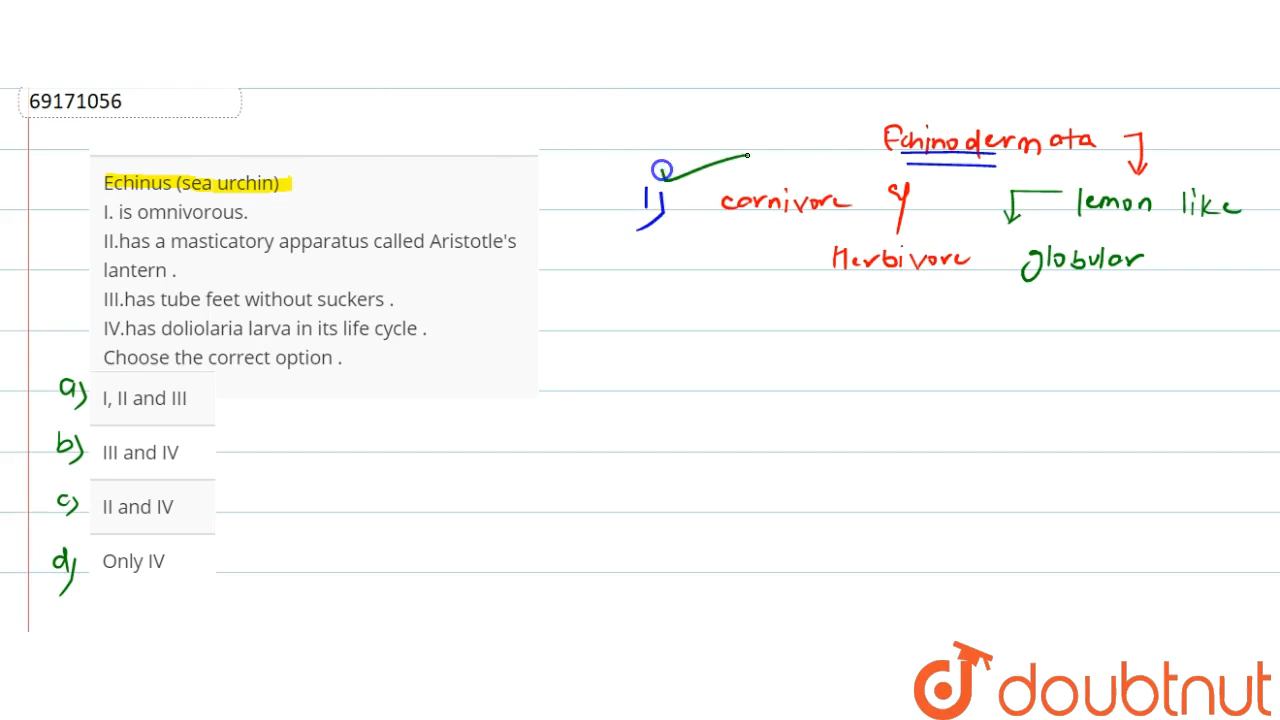 69171056
Echinus (sea urchin)
I. is omnivorous.
II.has a masticatory apparatus called Aristotle's
lantern .
III.has tube feet without suckers .
IV.has doliolaria larva in its life cycle .
Choose the correct option .
a) I, II and III
b) III and IV
c) II and IV
d) Only IV
Echinodermata
1) carnivore lemon like
Herbivore globular
doubtnut